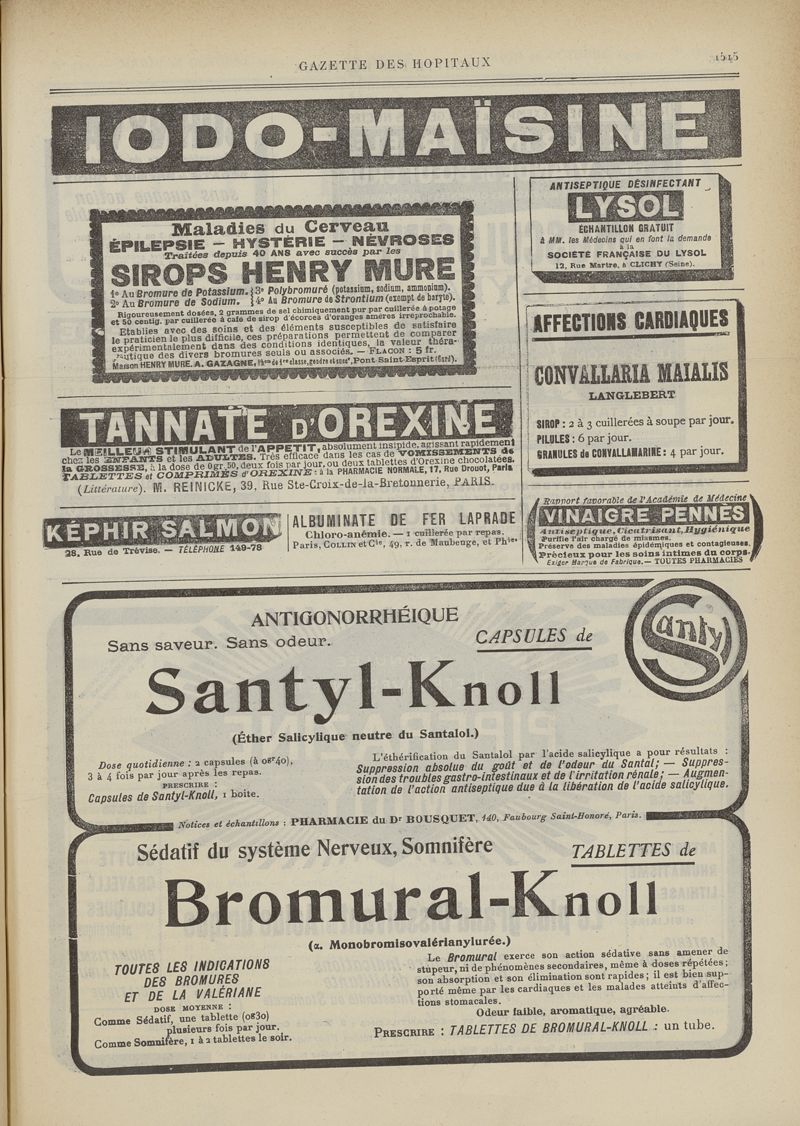 GAZETTE DES HOPITAUX
1515
IODO-MAÏSINE
Maladies du Cerveau
ÉPILEPSIE — HYSTÉRIE — NÉVROSES
Traitées depuis 40 ANS avec succès par les
SIROPS HENRY MURE
1º Au Bromure de Potassium. 3º Polybromuré (potassium, sodium, ammonium).
2º Au Bromure de Sodium. 4º Au Bromure de Strontium (exempt de baryte).
Rigoureusement dosées, 2 grammes de sel chimiquement pur par cuillerée à potage
et 50 centig. par cuillerée à café de sirop d'écorces d'oranges amères irréprochable.
Etablies avec des soins et des éléments susceptibles de satisfaire
le praticien le plus difficile, ces préparations permettent de comparer
expérimentalement dans des conditions identiques, la valeur théra-
peutique des divers bromures seuls ou associés. — FLACON : 5 fr.
Maison HENRY MURE. A. GAZAGNE, Phien de 1re classe, gendre et succr, Pont Saint-Esprit (Gard).
ANTISEPTIQUE DÉSINFECTANT
LYSOL
ÉCHANTILLON GRATUIT
à MM. les Médecins qui en font la demande
à la
SOCIÉTÉ FRANÇAISE DU LYSOL
12, Rue Martre, à CLICHY (Seine).
AFFECTIONS CARDIAQUES
CONVALLARIA MAIALIS
LANGLEBERT
SIROP : 2 à 3 cuillerées à soupe par jour.
PILULES : 6 par jour.
GRANULES de CONVALLAMARINE : 4 par jour.
TANNATE D'OREXINE
Le MEILLEUR STIMULANT de l'APPETIT, absolument insipide, agissant rapidement
chez les ENFANTS et les ADULTES. Très efficace dans les cas de VOMISSEMENTS de
la GROSSESSE, à la dose de 0gr.50, deux fois par jour, ou deux tablettes d'Orexine chocolatées.
TABLETTES et COMPRIMÉS d'OREXINE : à la PHARMACIE NORMALE, 17, Rue Drouot, Paris
(Littérature). M. REINICKE, 39, Rue Ste-Croix-de-la-Bretonnerie, PARIS.
KÉPHIR SALMON
28, Rue de Trévise. — TÉLÉPHONE 149-78
ALBUMINATE DE FER LAPRADE
Chloro-anémie. — 1 cuillerée par repas.
Paris, COLLIN et Cie, 49, r. de Maubeuge, et Phies
Rapport favorable de l'Académie de Médecine
VINAIGRE PENNÈS
Antiseptique, Cicatrisant, Hygiénique
Purifie l'air chargé de miasmes.
Préserve des maladies épidémiques et contagieuses.
Précieux pour les soins intimes du corps.
Exiger Marque de Fabrique. — TOUTES PHARMACIES
ANTIGONORRHÉIQUE
Sans saveur. Sans odeur.
CAPSULES de
Santyl
Santyl-Knoll
(Éther Salicylique neutre du Santalol.)
Dose quotidienne : 2 capsules (à 0gr40),
3 à 4 fois par jour après les repas.
PRESCRIRE :
Capsules de Santyl-Knoll, 1 boîte.
L'éthérification du Santalol par l'acide salicylique a pour résultats :
Suppression absolue du goût et de l'odeur du Santal; — Suppres-
sion des troubles gastro-intestinaux et de l'irritation rénale; — Augmen-
tation de l'action antiseptique due à la libération de l'acide salicylique.
Notices et échantillons : PHARMACIE du Dr BOUSQUET, 140, Faubourg Saint-Honoré, Paris.
Sédatif du système Nerveux, Somnifère
TABLETTES de
Bromural-Knoll
(α. Monobromisovalérianylurée.)
TOUTES LES INDICATIONS
DES BROMURES
ET DE LA VALÉRIANE
DOSE MOYENNE :
Comme Sédatif, une tablette (0g30)
plusieurs fois par jour.
Comme Somnifère, 1 à 2 tablettes le soir.
Le Bromural exerce son action sédative sans amener de
stupeur, ni de phénomènes secondaires, même à doses répétées;
son absorption et son élimination sont rapides; il est bien sup-
porté même par les cardiaques et les malades atteints d'affec-
tions stomacales.
Odeur faible, aromatique, agréable.
PRESCRIRE : TABLETTES DE BROMURAL-KNOLL : un tube.